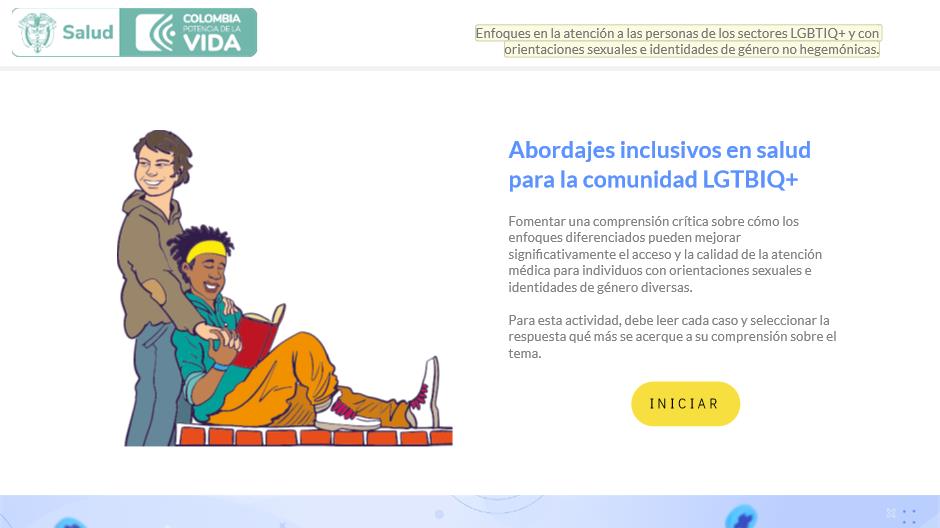 Salud
COLOMBIA
POTENCIA DE LA
VIDA
Enfoques en la atención a las personas de los sectores LGBTIQ+ y con
orientaciones sexuales e identidades de género no hegemónicas.
Abordajes inclusivos en salud
para la comunidad LGTBIQ+
Fomentar una comprensión crítica sobre cómo los
enfoques diferenciados pueden mejorar
significativamente el acceso y la calidad de la atención
médica para individuos con orientaciones sexuales e
identidades de género diversas.
Para esta actividad, debe leer cada caso y seleccionar la
respuesta qué más se acerque a su comprensión sobre el
tema.
INICIAR